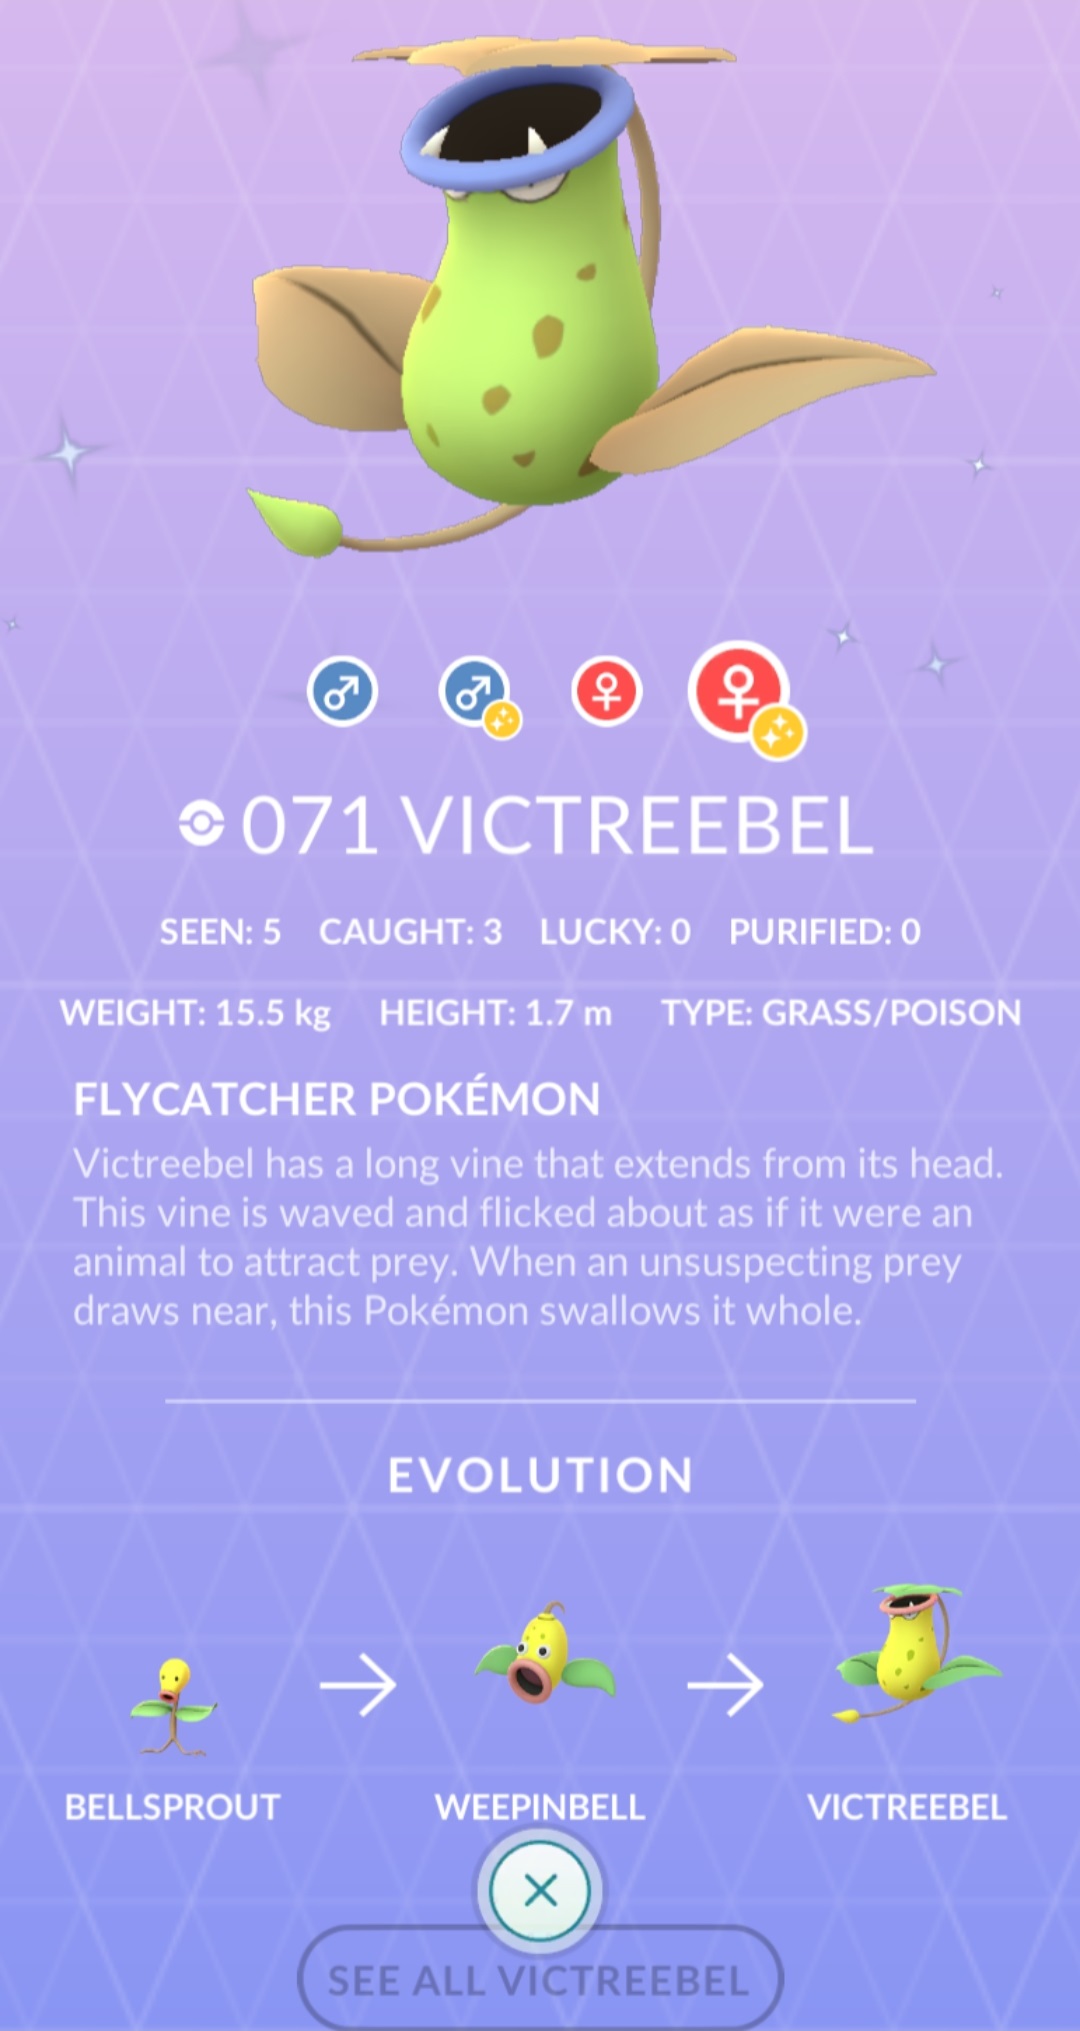 071 VICTREEBEL
SEEN: 5 CAUGHT: 3 LUCKY: 0 PURIFIED: 0
WEIGHT: 15.5 kg HEIGHT: 1.7 m TYPE: GRASS/POISON
FLYCATCHER POKÉMON
Victreebel has a long vine that extends from its head.
This vine is waved and flicked about as if it were an
animal to attract prey. When an unsuspecting prey
draws near, this Pokémon swallows it whole.
EVOLUTION
BELLSPROUT WEEPINBELL VICTREEBEL
SEE ALL VICTREEBEL